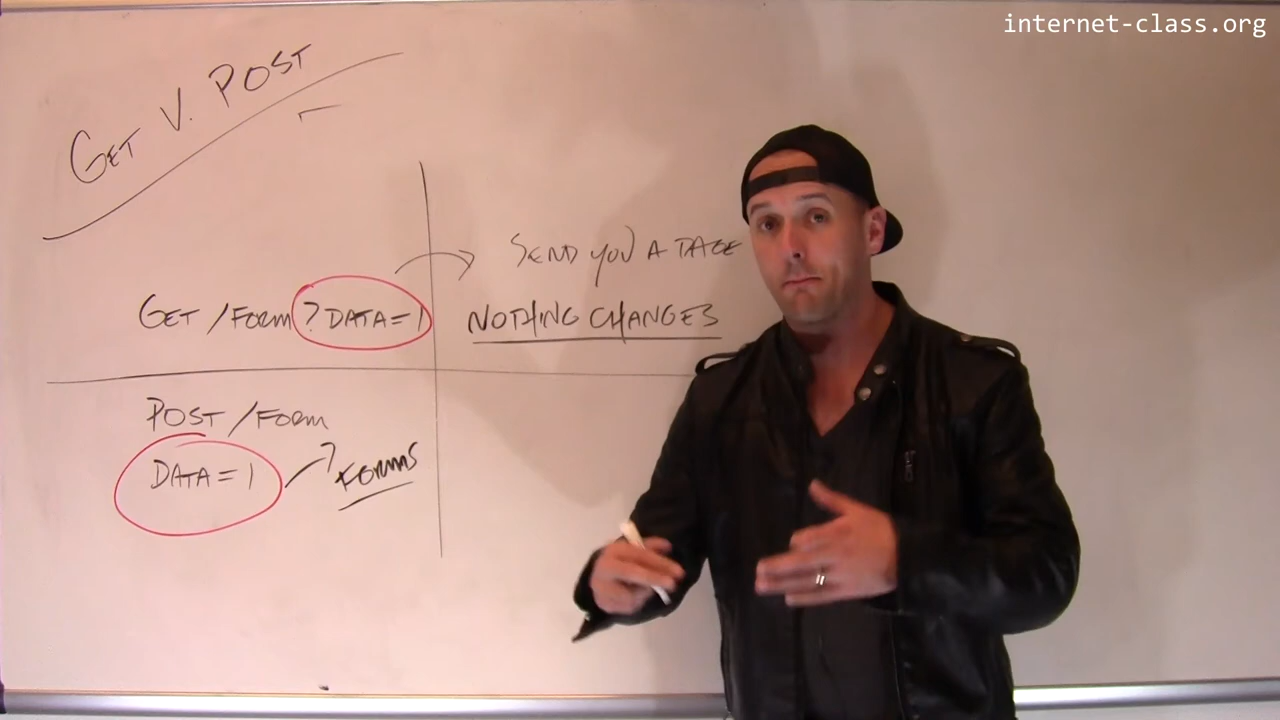 internet-class.org
GET V. POST
SEND YOU A PAGE
GET /FORM ? DATA=1
NOTHING CHANGES
POST /FORM
DATA=1
FORMS